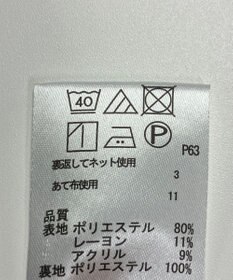 40
P
P63
裏返してネット使用
3
あて布使用
11
品質
表地 ポリエステル 80%
レーヨン 11%
アクリル 9%
裏地 ポリエステル 100%